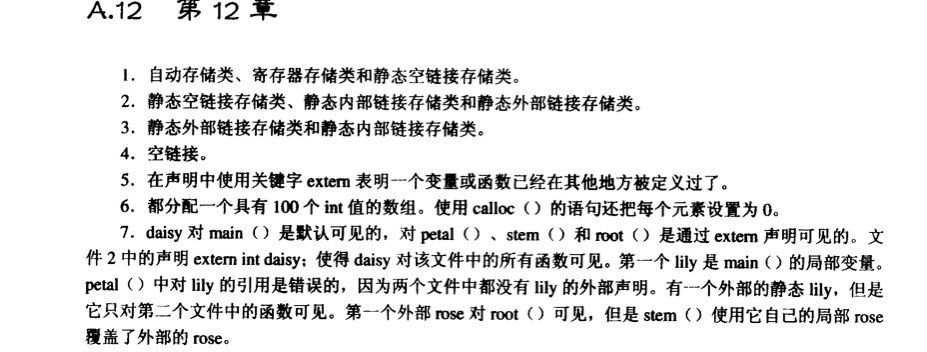 A.12 第 12 章
1．自动存储类、寄存器存储类和静态空链接存储类。
2．静态空链接存储类、静态内部链接存储类和静态外部链接存储类。
3．静态外部链接存储类和静态内部链接存储类。
4．空链接。
5．在声明中使用关键字 extern 表明一个变量或函数已经在其他地方被定义过了。
6．都分配一个具有 100 个 int 值的数组。使用 calloc（）的语句还把每个元素设置为 0。
7．daisy 对 main（）是默认可见的，对 petal（）、stem（）和 root（）是通过 extern 声明可见的。文
件 2 中的声明 extern int daisy; 使得 daisy 对该文件中的所有函数可见。第一个 lily 是 main（）的局部变量。
petal（）中对 lily 的引用是错误的，因为两个文件中都没有 lily 的外部声明。有一个外部的静态 lily，但是
它只对第二个文件中的函数可见。第一个外部 rose 对 root（）可见，但是 stem（）使用它自己的局部 rose
覆盖了外部的 rose。